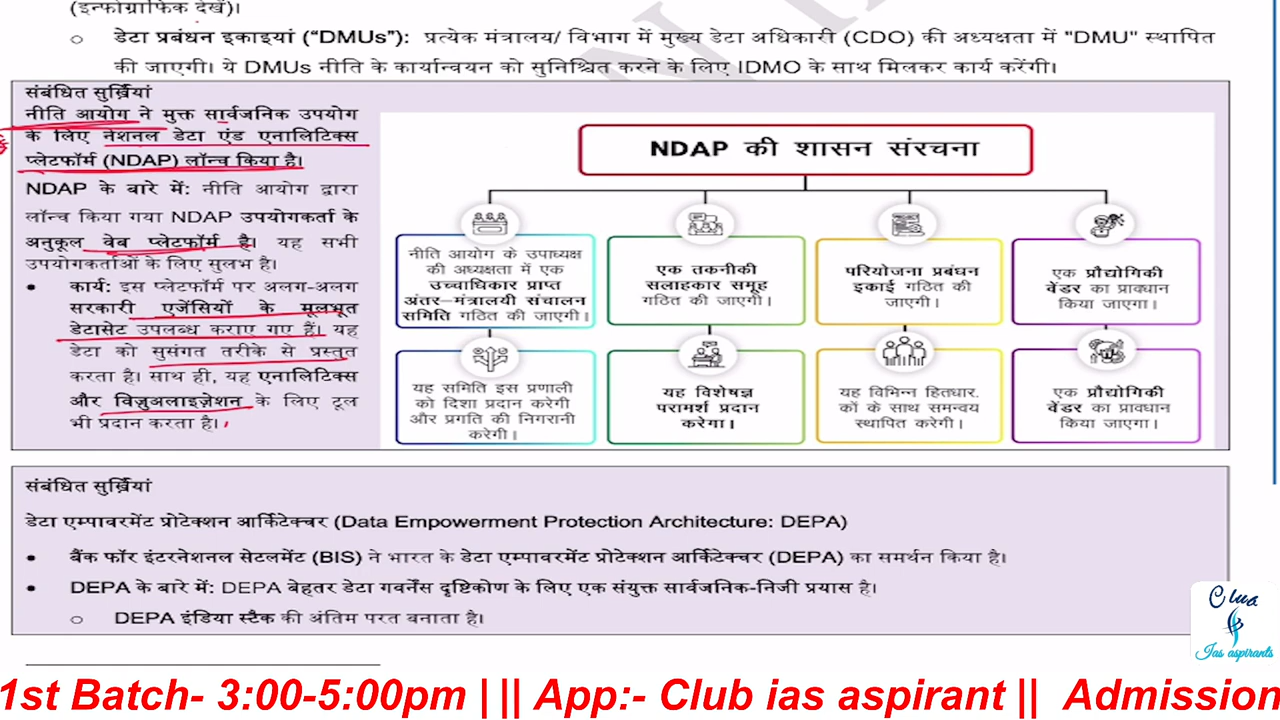 (इन्फोग्राफिक देखें)।
○ डेटा प्रबंधन इकाइयां (“DMUs”): प्रत्येक मंत्रालय/ विभाग में मुख्य डेटा अधिकारी (CDO) की अध्यक्षता में "DMU" स्थापित
की जाएगी। ये DMUs नीति के कार्यान्वयन को सुनिश्चित करने के लिए IDMO के साथ मिलकर कार्य करेंगी।
संबंधित सुर्ख़ियां
नीति आयोग ने मुक्त सार्वजनिक उपयोग
के लिए नेशनल डेटा एंड एनालिटिक्स
प्लेटफॉर्म (NDAP) लॉन्च किया है।
NDAP के बारे में: नीति आयोग द्वारा
लॉन्च किया गया NDAP उपयोगकर्ता के
अनुकूल वेब प्लेटफॉर्म है। यह सभी
उपयोगकर्ताओं के लिए सुलभ है।
• कार्य: इस प्लेटफॉर्म पर अलग-अलग
सरकारी एजेंसियों के मूलभूत
डेटासेट उपलब्ध कराए गए हैं। यह
डेटा को सुसंगत तरीके से प्रस्तुत
करता है। साथ ही, यह एनालिटिक्स
और विज़ुअलाइज़ेशन के लिए टूल
भी प्रदान करता है।
NDAP की शासन संरचना
नीति आयोग के उपाध्यक्ष
की अध्यक्षता में एक
उच्चाधिकार प्राप्त
अंतर–मंत्रालयी संचालन
समिति गठित की जाएगी।
यह समिति इस प्रणाली
को दिशा प्रदान करेगी
और प्रगति की निगरानी
करेगी।
एक तकनीकी
सलाहकार समूह
गठित की जाएगी।
यह विशेषज्ञ
परामर्श प्रदान
करेगा।
परियोजना प्रबंधन
इकाई गठित की
जाएगी।
यह विभिन्न हितधार.
कों के साथ समन्वय
स्थापित करेगी।
एक प्रौद्योगिकी
वेंडर का प्रावधान
किया जाएगा।
एक प्रौद्योगिकी
वेंडर का प्रावधान
किया जाएगा।
संबंधित सुर्ख़ियां
डेटा एम्पावरमेंट प्रोटेक्शन आर्किटेक्चर (Data Empowerment Protection Architecture: DEPA)
• बैंक फॉर इंटरनेशनल सेटलमेंट (BIS) ने भारत के डेटा एम्पावरमेंट प्रोटेक्शन आर्किटेक्चर (DEPA) का समर्थन किया है।
• DEPA के बारे में: DEPA बेहतर डेटा गवर्नेंस दृष्टिकोण के लिए एक संयुक्त सार्वजनिक-निजी प्रयास है।
○ DEPA इंडिया स्टैक की अंतिम परत बनाता है।
Club
Ias aspirants
1st Batch- 3:00-5:00pm | || App:- Club ias aspirant || Admission